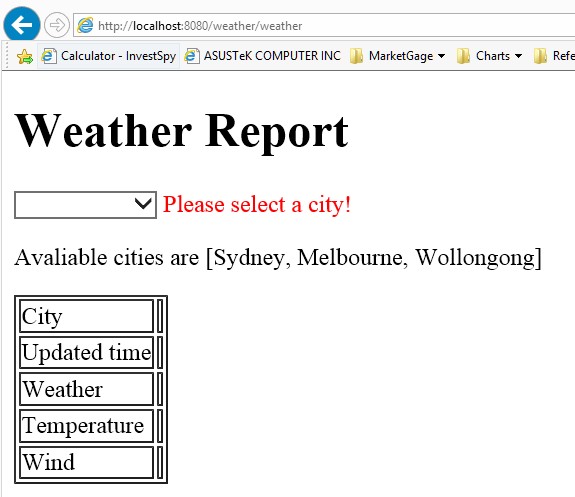 http://localhost:8080/weather/weather
Calculator - InvestSpy ASUSTeK COMPUTER INC MarketGage Charts Refe
Weather Report
Please select a city!
Avaliable cities are [Sydney, Melbourne, Wollongong]
City
Updated time
Weather
Temperature
Wind